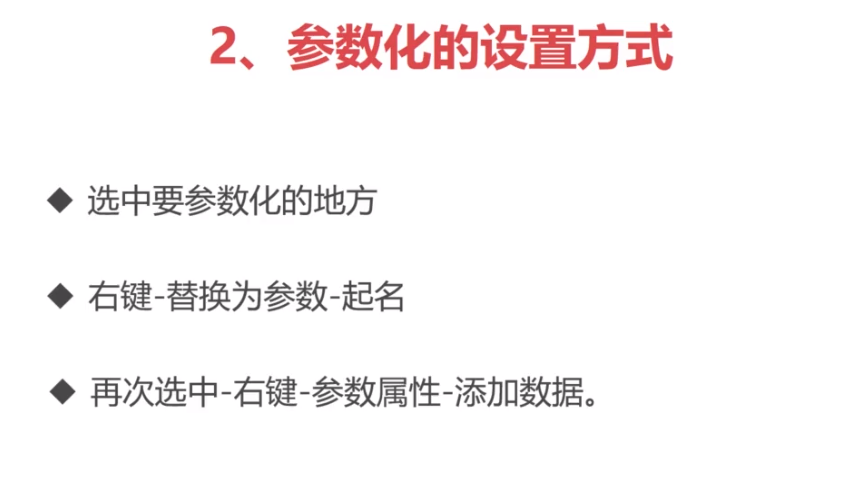 2、参数化的设置方式
◆ 选中要参数化的地方
◆ 右键-替换为参数-起名
◆ 再次选中-右键-参数属性-添加数据。